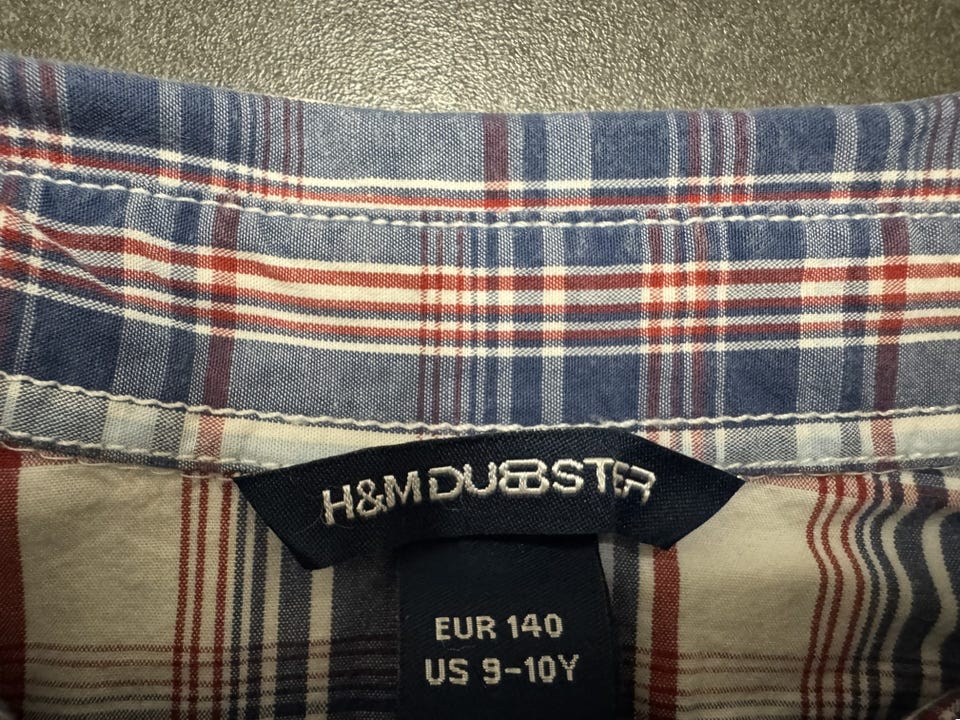 H&M DUBBSTER
EUR 140
US 9-10Y